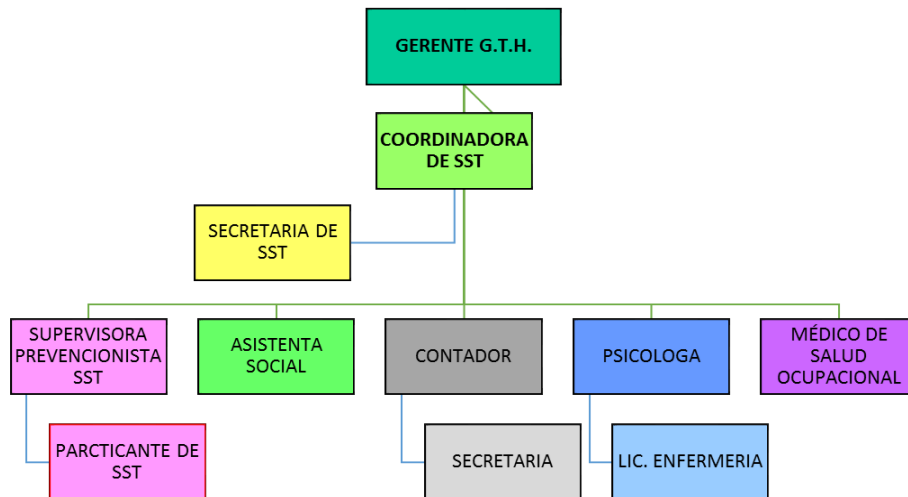 GERENTE G.T.H.
COORDINADORA
DE SST
SECRETARIA DE
SST
SUPERVISORA
PREVENCIONISTA
SST
ASISTENTA
SOCIAL
CONTADOR
PSICOLOGA
MÉDICO DE
SALUD
OCUPACIONAL
PARCTICANTE DE
SST
SECRETARIA
LIC. ENFERMERIA